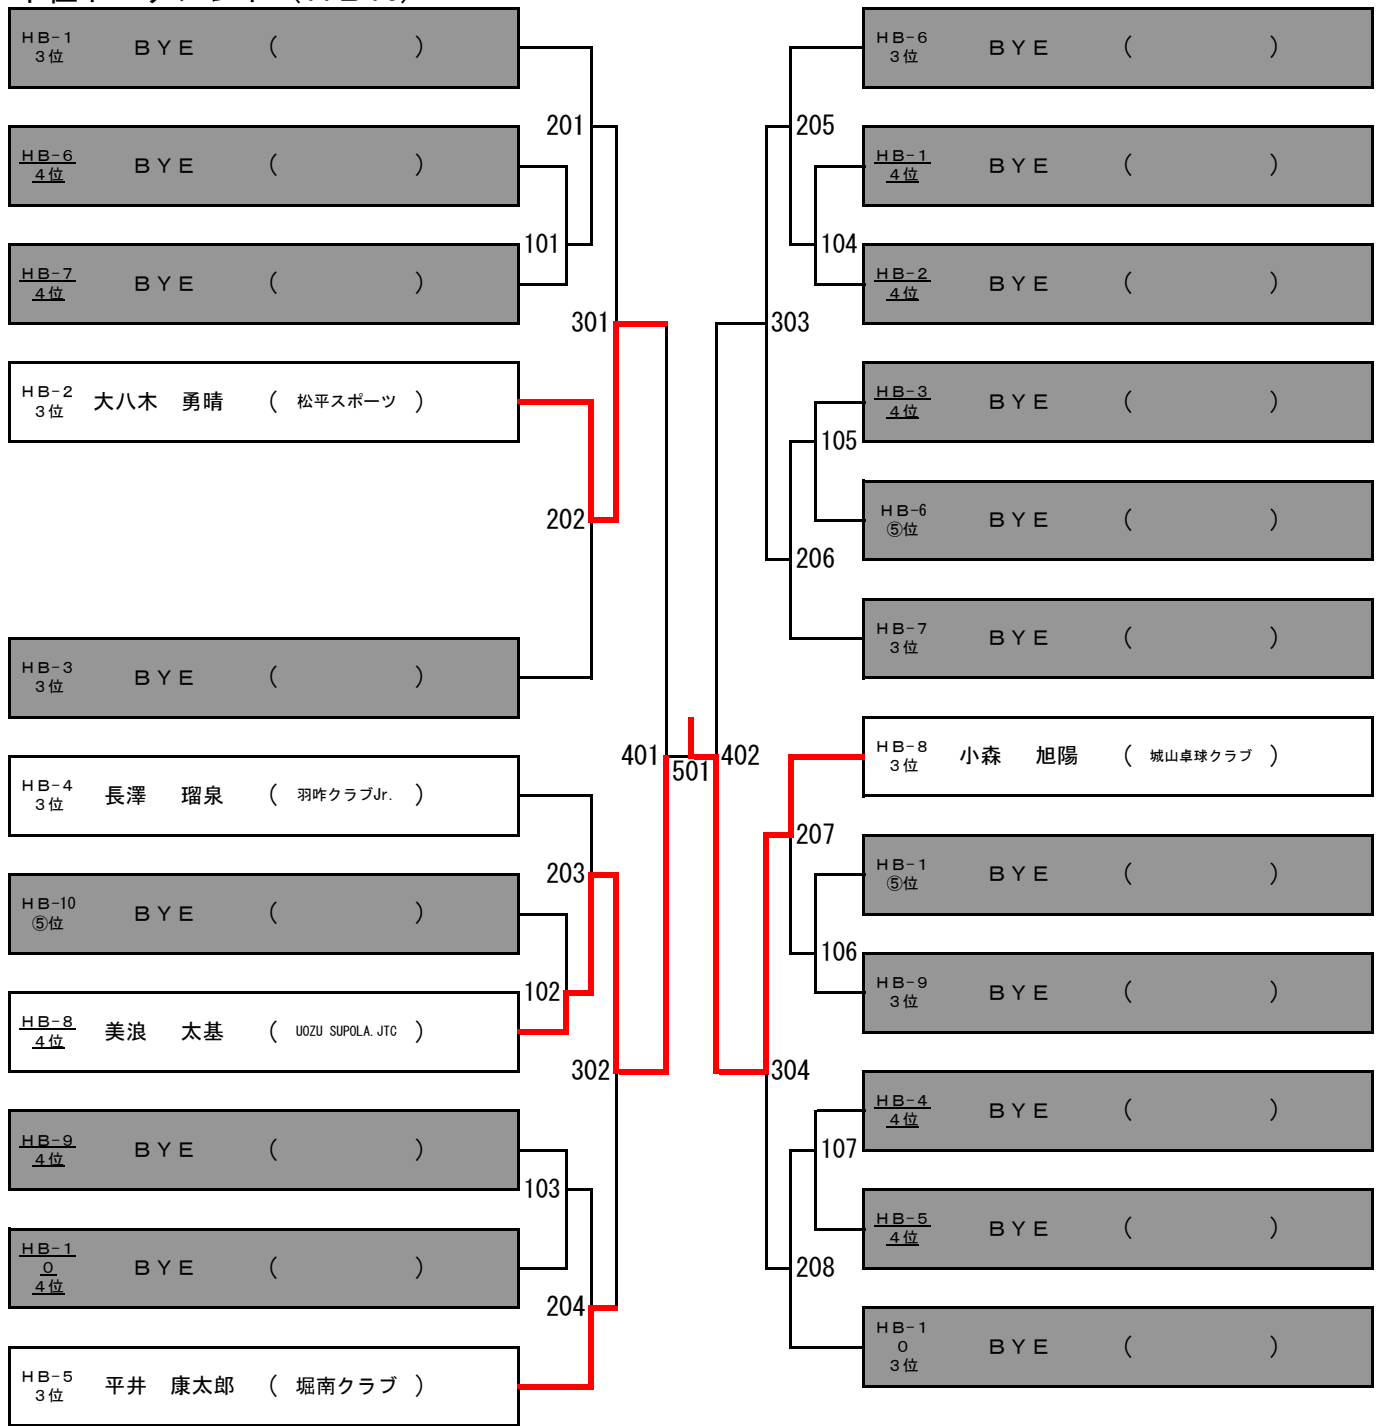 HB-1
3位 BYE ( )
HB-6
4位 BYE ( )
HB-7
4位 BYE ( )
HB-2
3位 大八木 勇晴 ( 松平スポーツ )
HB-3
3位 BYE ( )
HB-4
3位 長澤 瑠泉 ( 羽咋クラブJr. )
HB-10
⑤位 BYE ( )
HB-8
4位 美浪 太基 ( UOZU SUPOLA.JTC )
HB-9
4位 BYE ( )
HB-1
0
4位 BYE ( )
HB-5
3位 平井 康太郎 ( 堀南クラブ )
201
101
301
202
401
203
102
302
103
204
501
402
205
104
303
105
206
207
106
304
107
208
HB-6
3位 BYE ( )
HB-1
4位 BYE ( )
HB-2
4位 BYE ( )
HB-3
4位 BYE ( )
HB-6
⑤位 BYE ( )
HB-7
3位 BYE ( )
HB-8
3位 小森 旭陽 ( 城山卓球クラブ )
HB-1
⑤位 BYE ( )
HB-9
3位 BYE ( )
HB-4
4位 BYE ( )
HB-5
4位 BYE ( )
HB-1
0
3位 BYE ( )